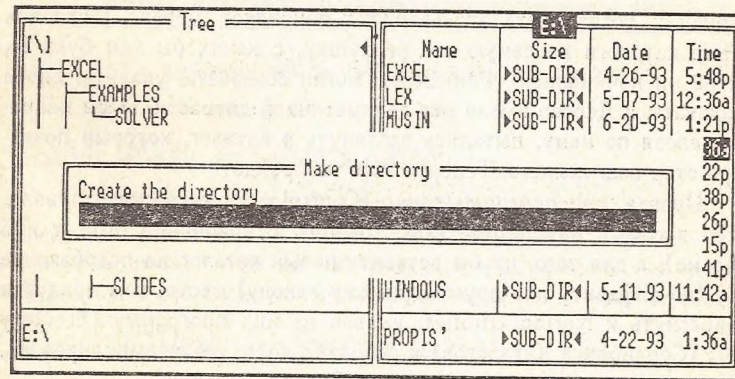 Tree
[\]
EXCEL
EXAMPLES
SOLVER
SLIDES
E:\
E:\
Name Size Date Time
EXCEL ►SUB-DIR◄ 4-26-93 5:48p
LEX ►SUB-DIR◄ 5-07-93 12:36a
MUSIN ►SUB-DIR◄ 6-20-93 1:21p
22p
38p
26p
15p
41p
WINDOWS ►SUB-DIR◄ 5-11-93 11:42a
PROPIS' ►SUB-DIR◄ 4-22-93 1:36a
Make directory
Create the directory